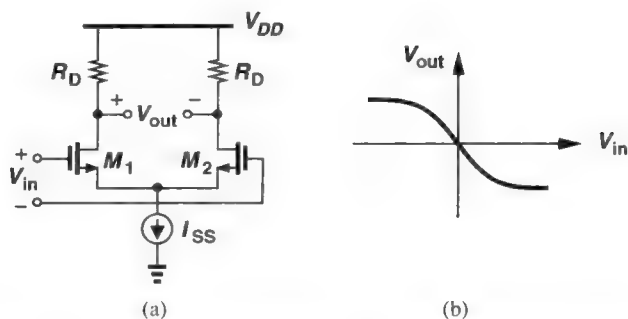 V_DD
R_D R_D
+ V_out −
+ M_1 M_2
V_in
−
I_SS
(a)
V_out
V_in
(b)